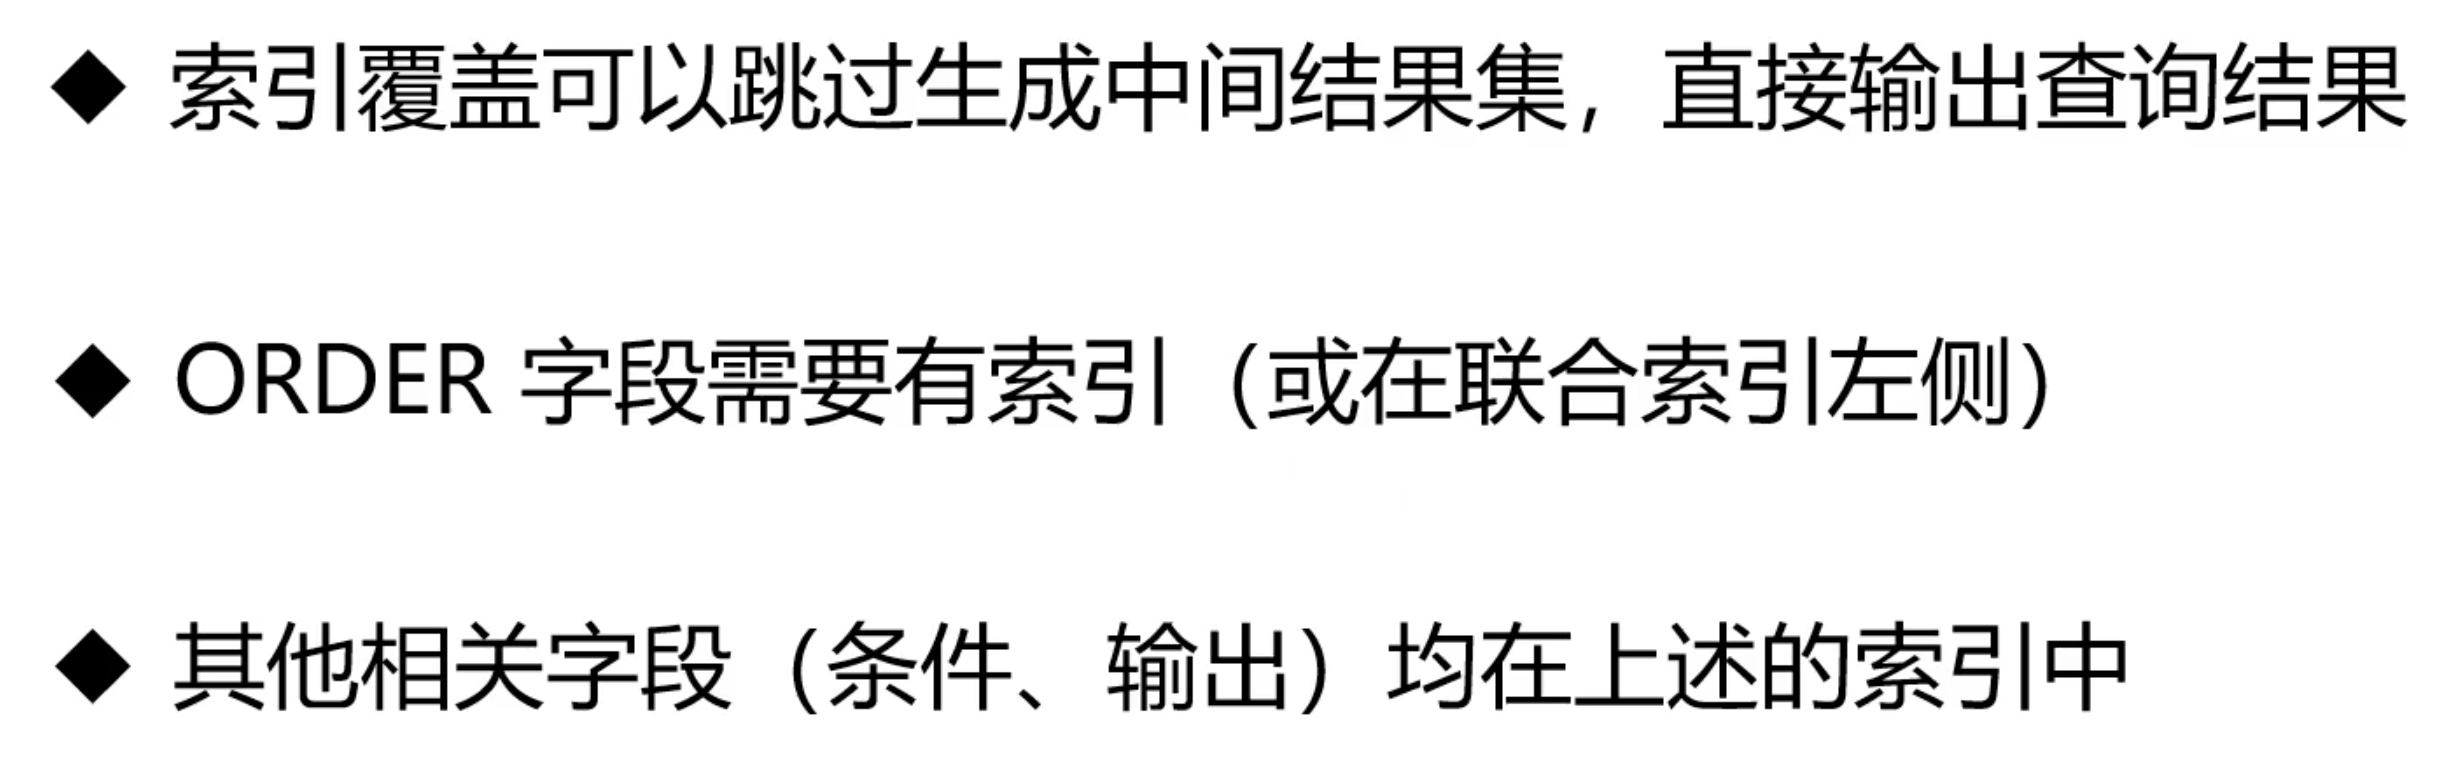 ◆ 索引覆盖可以跳过生成中间结果集，直接输出查询结果
◆ ORDER 字段需要有索引（或在联合索引左侧）
◆ 其他相关字段（条件、输出）均在上述的索引中